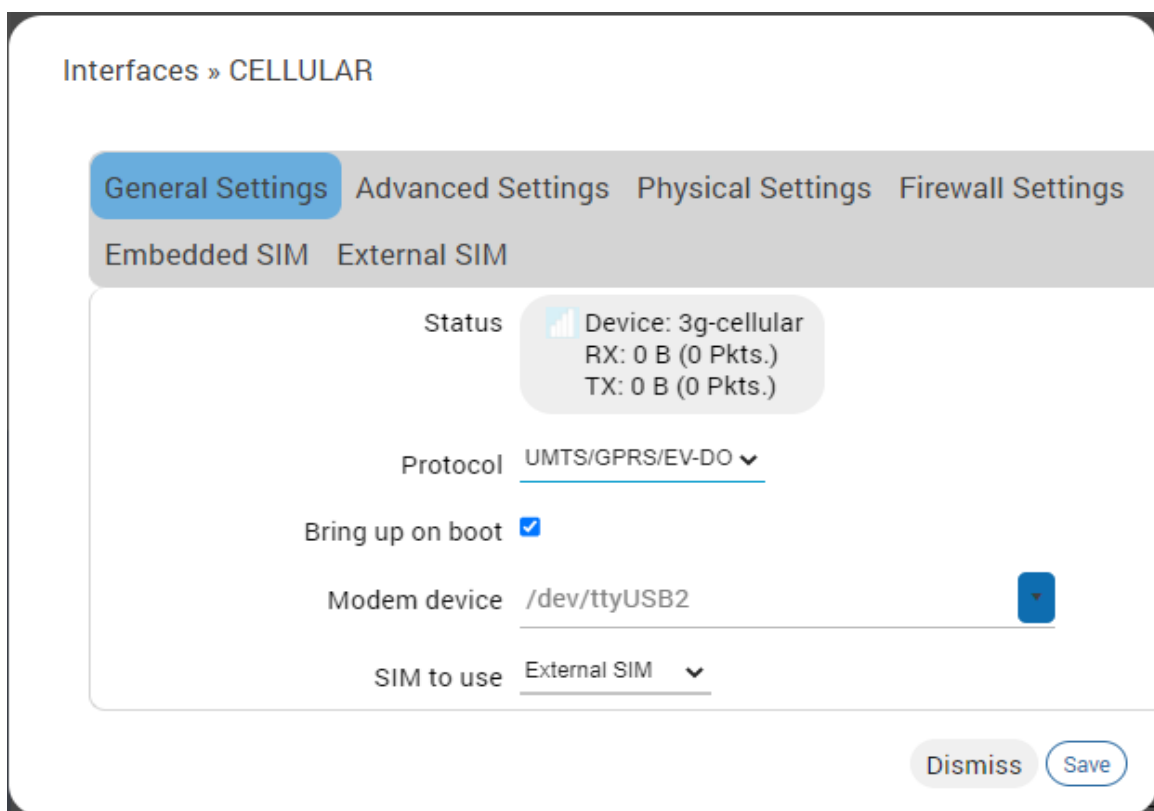 Interfaces » CELLULAR
General Settings Advanced Settings Physical Settings Firewall Settings
Embedded SIM External SIM
Status Device: 3g-cellular
RX: 0 B (0 Pkts.)
TX: 0 B (0 Pkts.)
Protocol UMTS/GPRS/EV-DO
Bring up on boot
Modem device /dev/ttyUSB2
SIM to use External SIM
Dismiss Save